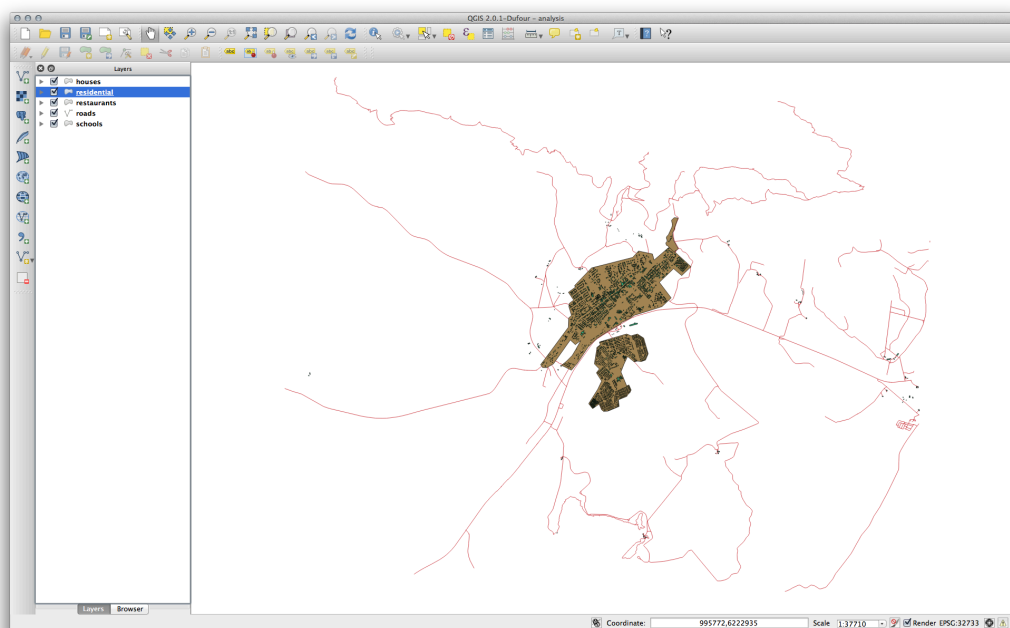 QGIS 2.0.1-Dufour - analysis
Layers
houses
residential
restaurants
roads
schools
Layers Browser
Coordinate: 995772,6222935 Scale 1:37710 Render EPSG:32733